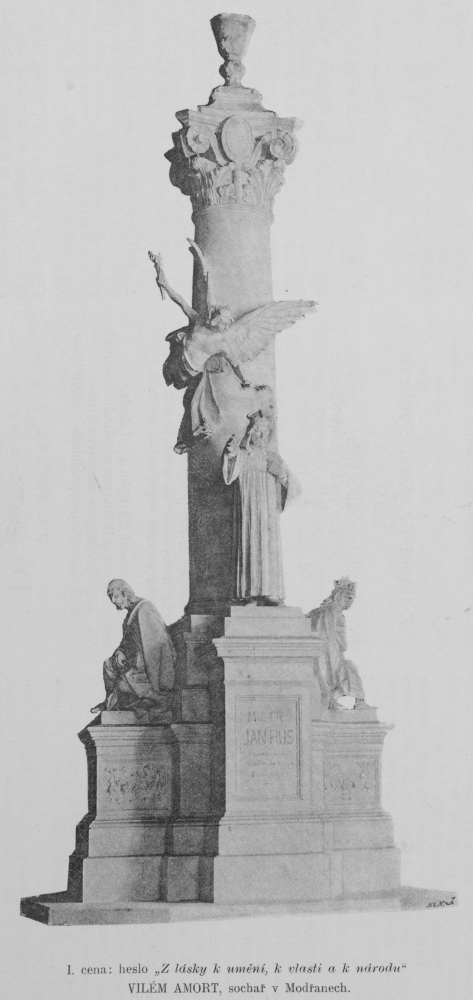 MISTR
JAN HUS
I. cena: heslo „Z lásky k umění, k vlasti a k národu“
VILÉM AMORT, sochař v Modřanech.